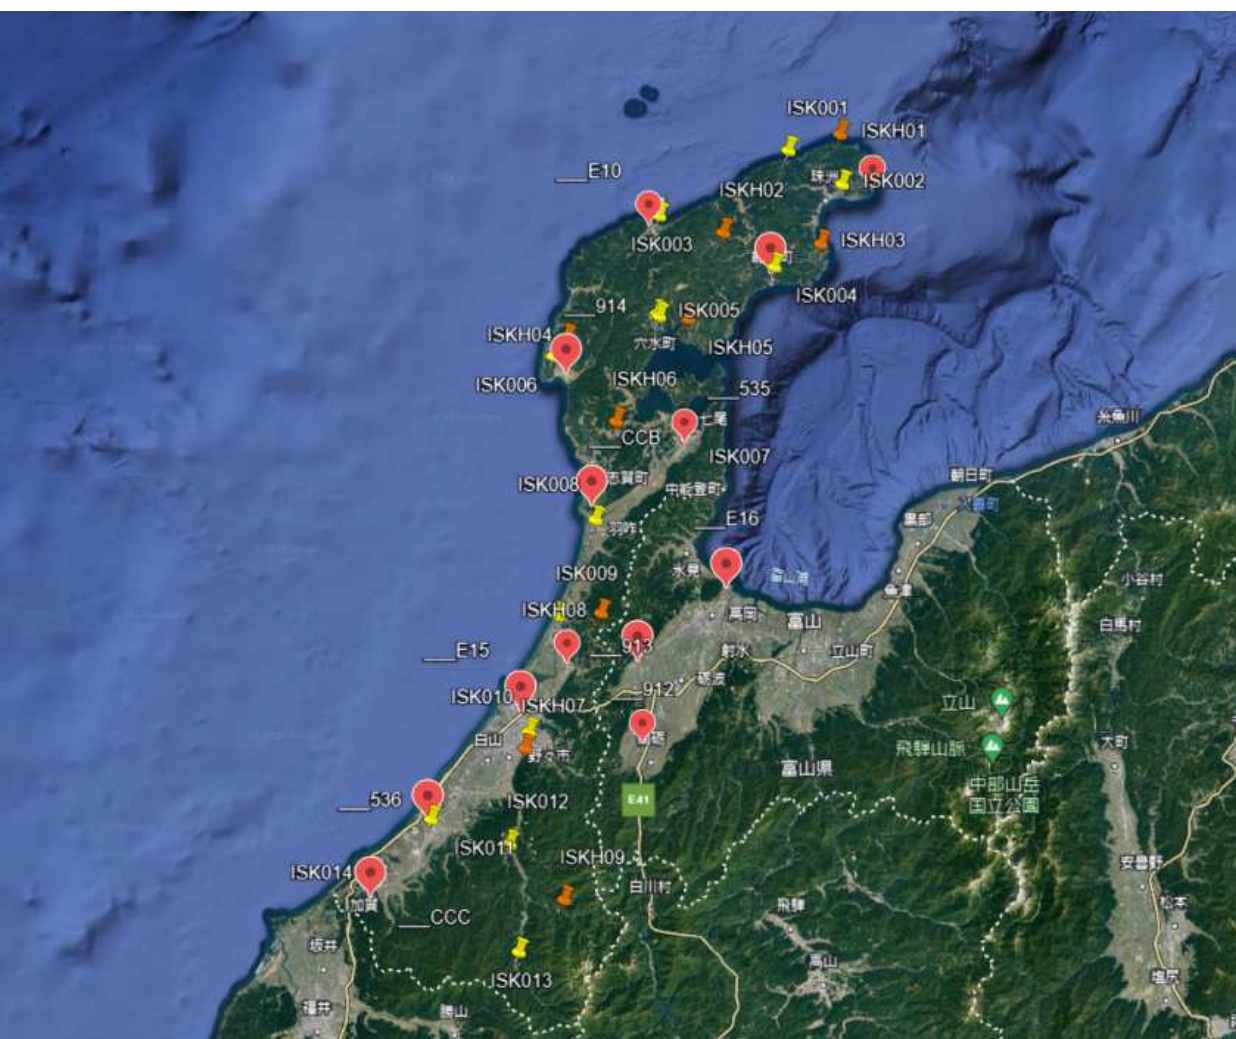 ISK001
ISKH01
___E10
珠洲
ISK002
ISKH02
ISK003
ISKH03
ISK004
___914
ISK005
ISKH04
穴水町
ISKH05
ISK006
ISKH06
___535
七尾
糸魚川
___CCB
ISK007
ISK008
志賀町
中能登町
朝日町
入善町
___E16
羽咋
黒部
氷見
富山湾
ISK009
魚津
小谷村
ISKH08
高岡
富山
白馬村
___E15
___913
射水
立山町
砺波
ISK010
ISKH07
___912
立山
白山
南砺
飛騨山脈
大町
野々市
富山県
中部山岳
国立公園
___536
ISK012
E41
ISK011
ISKH09
安曇野
ISK014
白川村
加賀
飛騨
松本
___CCC
坂井
高山
ISK013
塩尻
福井
勝山